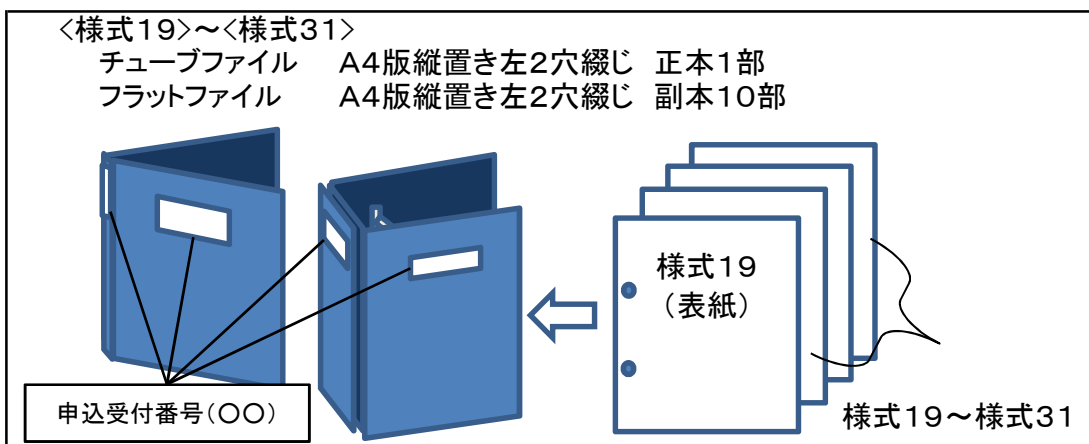 ＜様式１９＞～＜様式３１＞
チューブファイル　Ａ４版縦置き左２穴綴じ　正本１部
フラットファイル　Ａ４版縦置き左２穴綴じ　副本１０部
様式１９
（表紙）
申込受付番号（〇〇）
様式１９～様式３１